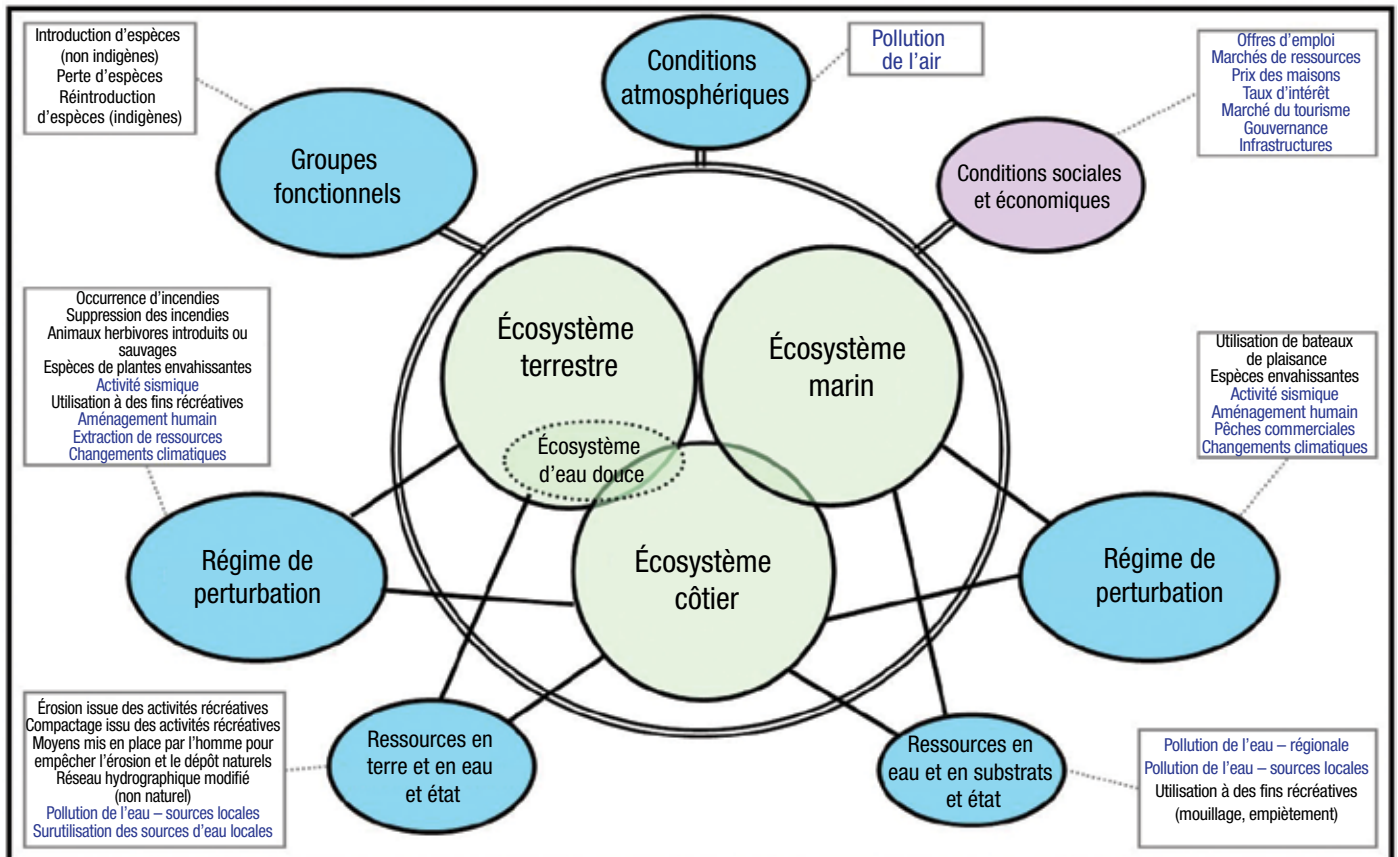 Introduction d'espèces
(non indigènes)
Perte d'espèces
Réintroduction
d'espèces (indigènes)
Groupes
fonctionnels
Conditions
atmosphériques
Pollution
de l'air
Offres d'emploi
Marchés de ressources
Prix des maisons
Taux d'intérêt
Marché du tourisme
Gouvernance
Infrastructures
Conditions sociales
et économiques
Écosystème
terrestre
Écosystème
marin
Écosystème
d'eau douce
Écosystème
côtier
Occurrence d'incendies
Suppression des incendies
Animaux herbivores introduits ou
sauvages
Espèces de plantes envahissantes
Activité sismique
Utilisation à des fins récréatives
Aménagement humain
Extraction de ressources
Changements climatiques
Régime de
perturbation
Utilisation de bateaux
de plaisance
Espèces envahissantes
Activité sismique
Aménagement humain
Pêches commerciales
Changements climatiques
Régime de
perturbation
Érosion issue des activités récréatives
Compactage issu des activités récréatives
Moyens mis en place par l'homme pour
empêcher l'érosion et le dépôt naturels
Réseau hydrographique modifié
(non naturel)
Pollution de l'eau – sources locales
Surutilisation des sources d'eau locales
Ressources en
terre et en eau
et état
Ressources en
eau et en substrats
et état
Pollution de l'eau – régionale
Pollution de l'eau – sources locales
Utilisation à des fins récréatives
(mouillage, empiètement)